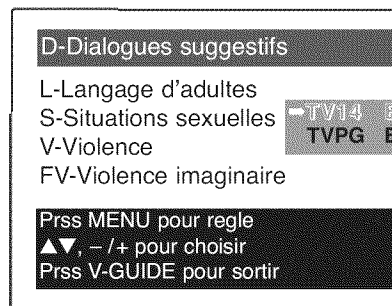 D-Dialogues suggestifs
L-Langage d'adultes
S-Situations sexuelles
V-Violence
FV-Violence imaginaire
➡TV14
TVPG
Prss MENU pour regle
▲▼, – /+ pour choisir
Prss V-GUIDE pour sortir